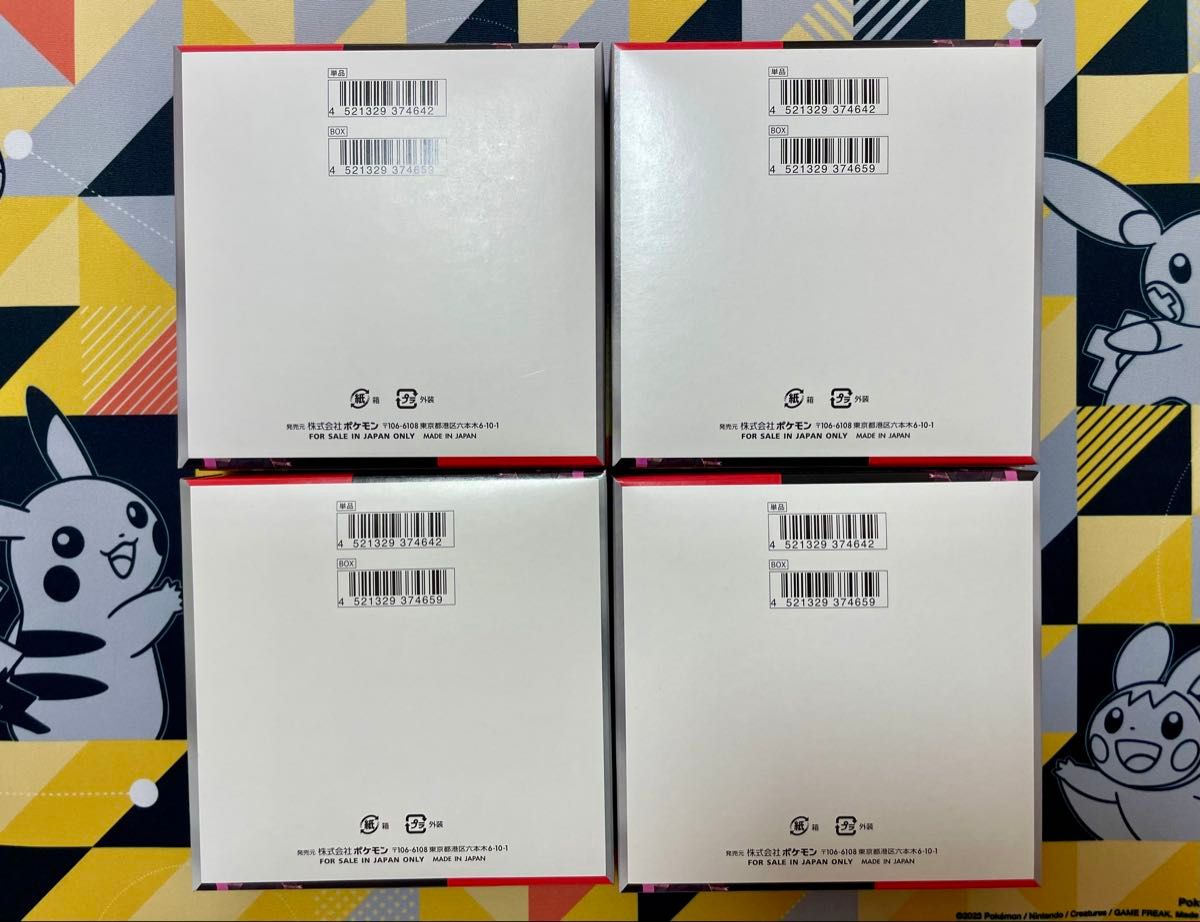 単品
4 521329 374642
BOX
4 521329 374659
紙 箱 プラ 外装
発売元 株式会社ポケモン 〒106-6108 東京都港区六本木6-10-1
FOR SALE IN JAPAN ONLY MADE IN JAPAN
単品
4 521329 374642
BOX
4 521329 374659
紙 箱 プラ 外装
発売元 株式会社ポケモン 〒106-6108 東京都港区六本木6-10-1
FOR SALE IN JAPAN ONLY MADE IN JAPAN
単品
4 521329 374642
BOX
4 521329 374659
紙 箱 プラ 外装
発売元 株式会社ポケモン 〒106-6108 東京都港区六本木6-10-1
FOR SALE IN JAPAN ONLY MADE IN JAPAN
単品
4 521329 374642
BOX
4 521329 374659
紙 箱 プラ 外装
発売元 株式会社ポケモン 〒106-6108 東京都港区六本木6-10-1
FOR SALE IN JAPAN ONLY MADE IN JAPAN
©2023 Pokémon / Nintendo / Creatures / GAME FREAK.